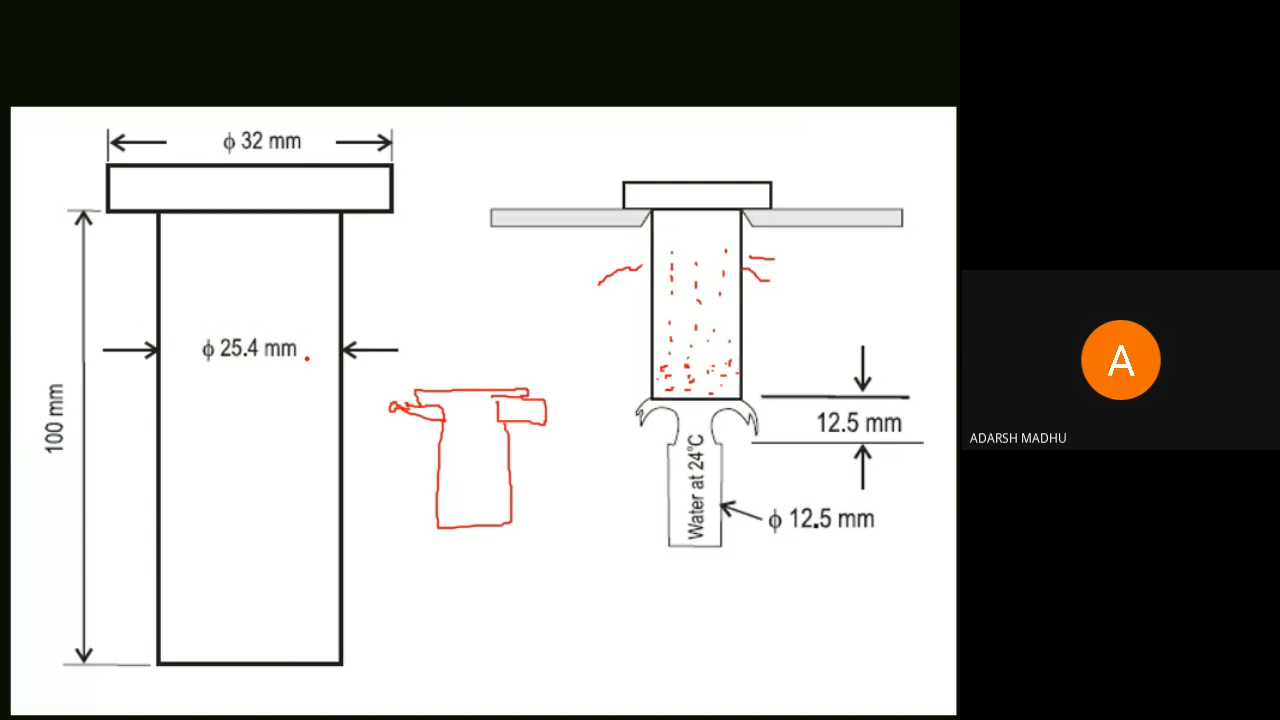 ϕ 32 mm
ϕ 25.4 mm
100 mm
12.5 mm
Water at 24°C
ϕ 12.5 mm
A
ADARSH MADHU